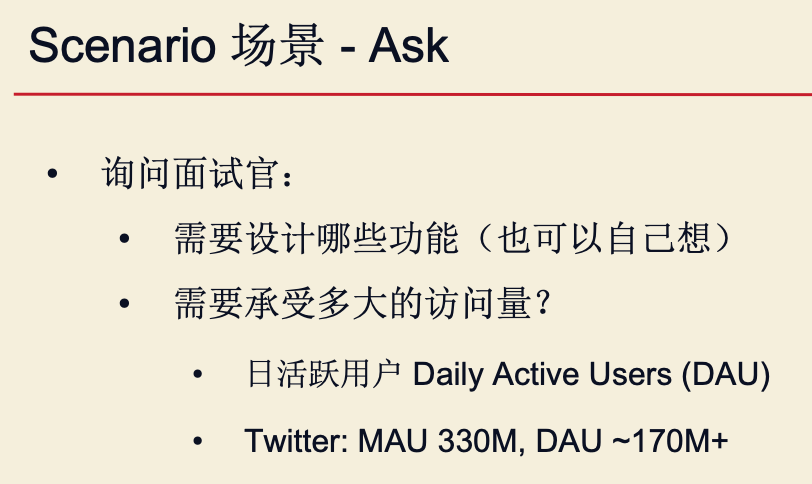 Scenario 场景 - Ask
• 询问面试官：
• 需要设计哪些功能（也可以自己想）
• 需要承受多大的访问量？
• 日活跃用户 Daily Active Users (DAU)
• Twitter: MAU 330M, DAU ~170M+